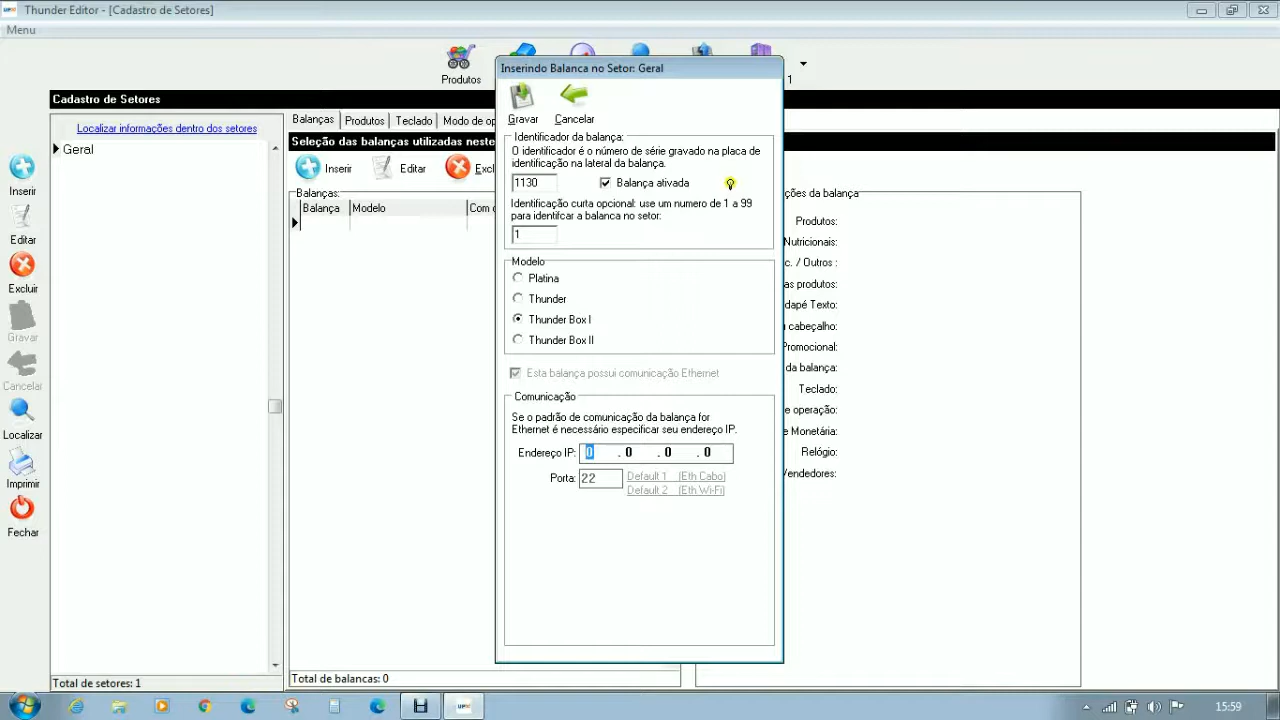 Thunder Editor - [Cadastro de Setores]
Menu
Produtos
1
Cadastro de Setores
Localizar informações dentro dos setores
Geral
Inserir
Editar
Excluir
Gravar
Cancelar
Localizar
Imprimir
Fechar
Total de setores: 1
Balanças
Produtos
Teclado
Modo de op
Seleção das balanças utilizadas neste
Inserir
Editar
Exc
Balanças:
Balança
Modelo
Com
Total de balancas: 0
Inserindo Balanca no Setor: Geral
Gravar
Cancelar
Identificador da balança:
O identificador é o número de série gravado na placa de
identificação na lateral da balança.
1130
Balança ativada
Identificação curta opcional: use um numero de 1 a 99
para identifcar a balanca no setor:
1
Modelo
Platina
Thunder
Thunder Box I
Thunder Box II
Esta balança possui comunicação Ethernet
Comunicação
Se o padrão de comunicação da balança for
Ethernet é necessário especificar seu endereço IP.
Endereço IP: 0 . 0 . 0 . 0
Porta: 22
Default 1 (Eth Cabo)
Default 2 (Eth Wi-Fi)
ções da balança
Produtos:
Nutricionais:
c. / Outros :
as produtos:
dapé Texto:
cabeçalho:
Promocional:
da balança:
Teclado:
e operação:
e Monetária:
Relógio:
Vendedores:
15:59